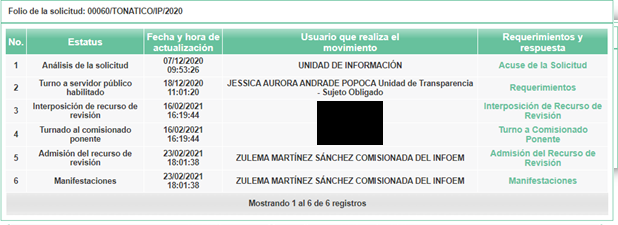 Folio de la solicitud: 00060/TONATICO/IP/2020
No. Estatus Fecha y hora de actualización Usuario que realiza el movimiento Requerimientos y respuesta
1 Análisis de la solicitud 07/12/2020 09:53:26 UNIDAD DE INFORMACIÓN Acuse de la Solicitud
2 Turno a servidor público habilitado 18/12/2020 11:01:20 JESSICA AURORA ANDRADE POPOCA Unidad de Transparencia - Sujeto Obligado Requerimientos
3 Interposición de recurso de revisión 16/02/2021 16:19:44 Interposición de Recurso de Revisión
4 Turnado al comisionado ponente 16/02/2021 16:19:44 Turno a Comisionado Ponente
5 Admisión del recurso de revisión 23/02/2021 18:01:38 ZULEMA MARTÍNEZ SÁNCHEZ COMISIONADA DEL INFOEM Admisión del Recurso de Revisión
6 Manifestaciones 23/02/2021 18:01:38 ZULEMA MARTÍNEZ SÁNCHEZ COMISIONADA DEL INFOEM Manifestaciones
Mostrando 1 al 6 de 6 registros